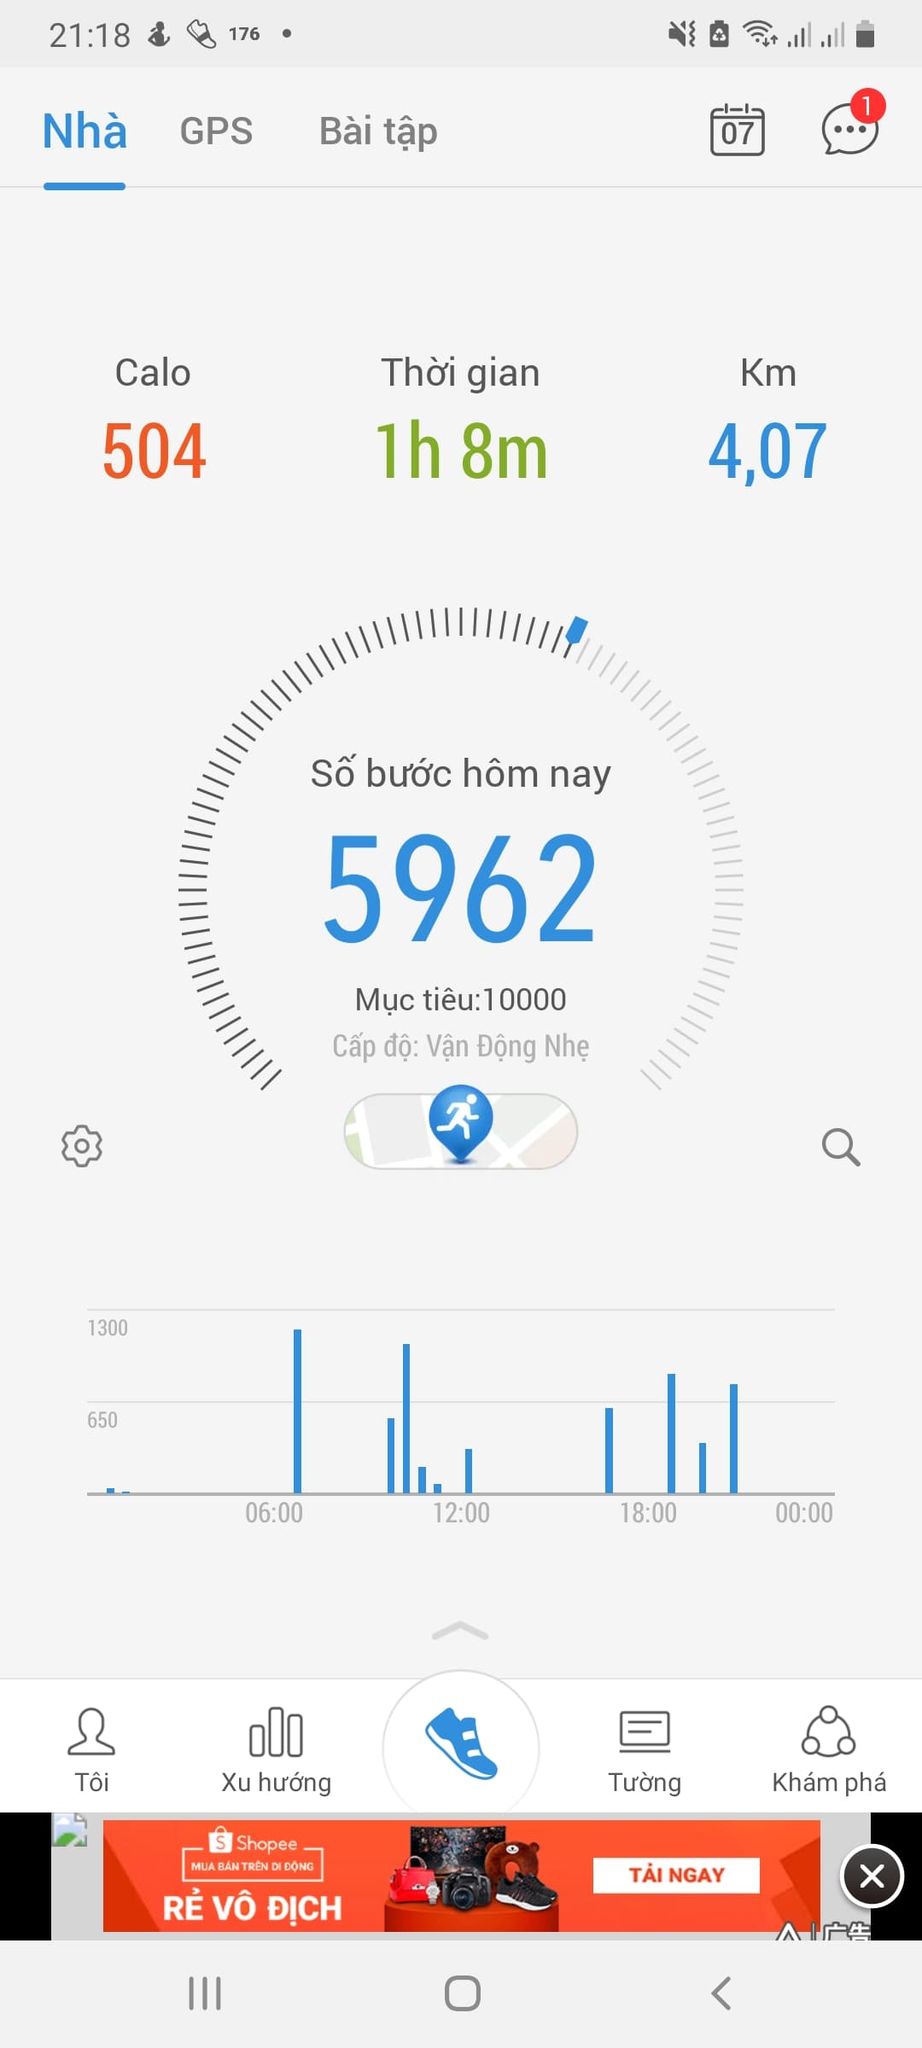 21:18 176
Nhà GPS Bài tập 07 1
Calo Thời gian Km
504 1h 8m 4,07
Số bước hôm nay
5962
Mục tiêu:10000
Cấp độ: Vận Động Nhẹ
1300
650
06:00 12:00 18:00 00:00
Tôi Xu hướng Tường Khám phá
S Shopee
MUA BÁN TRÊN DI ĐỘNG
RẺ VÔ ĐỊCH
TẢI NGAY
广告